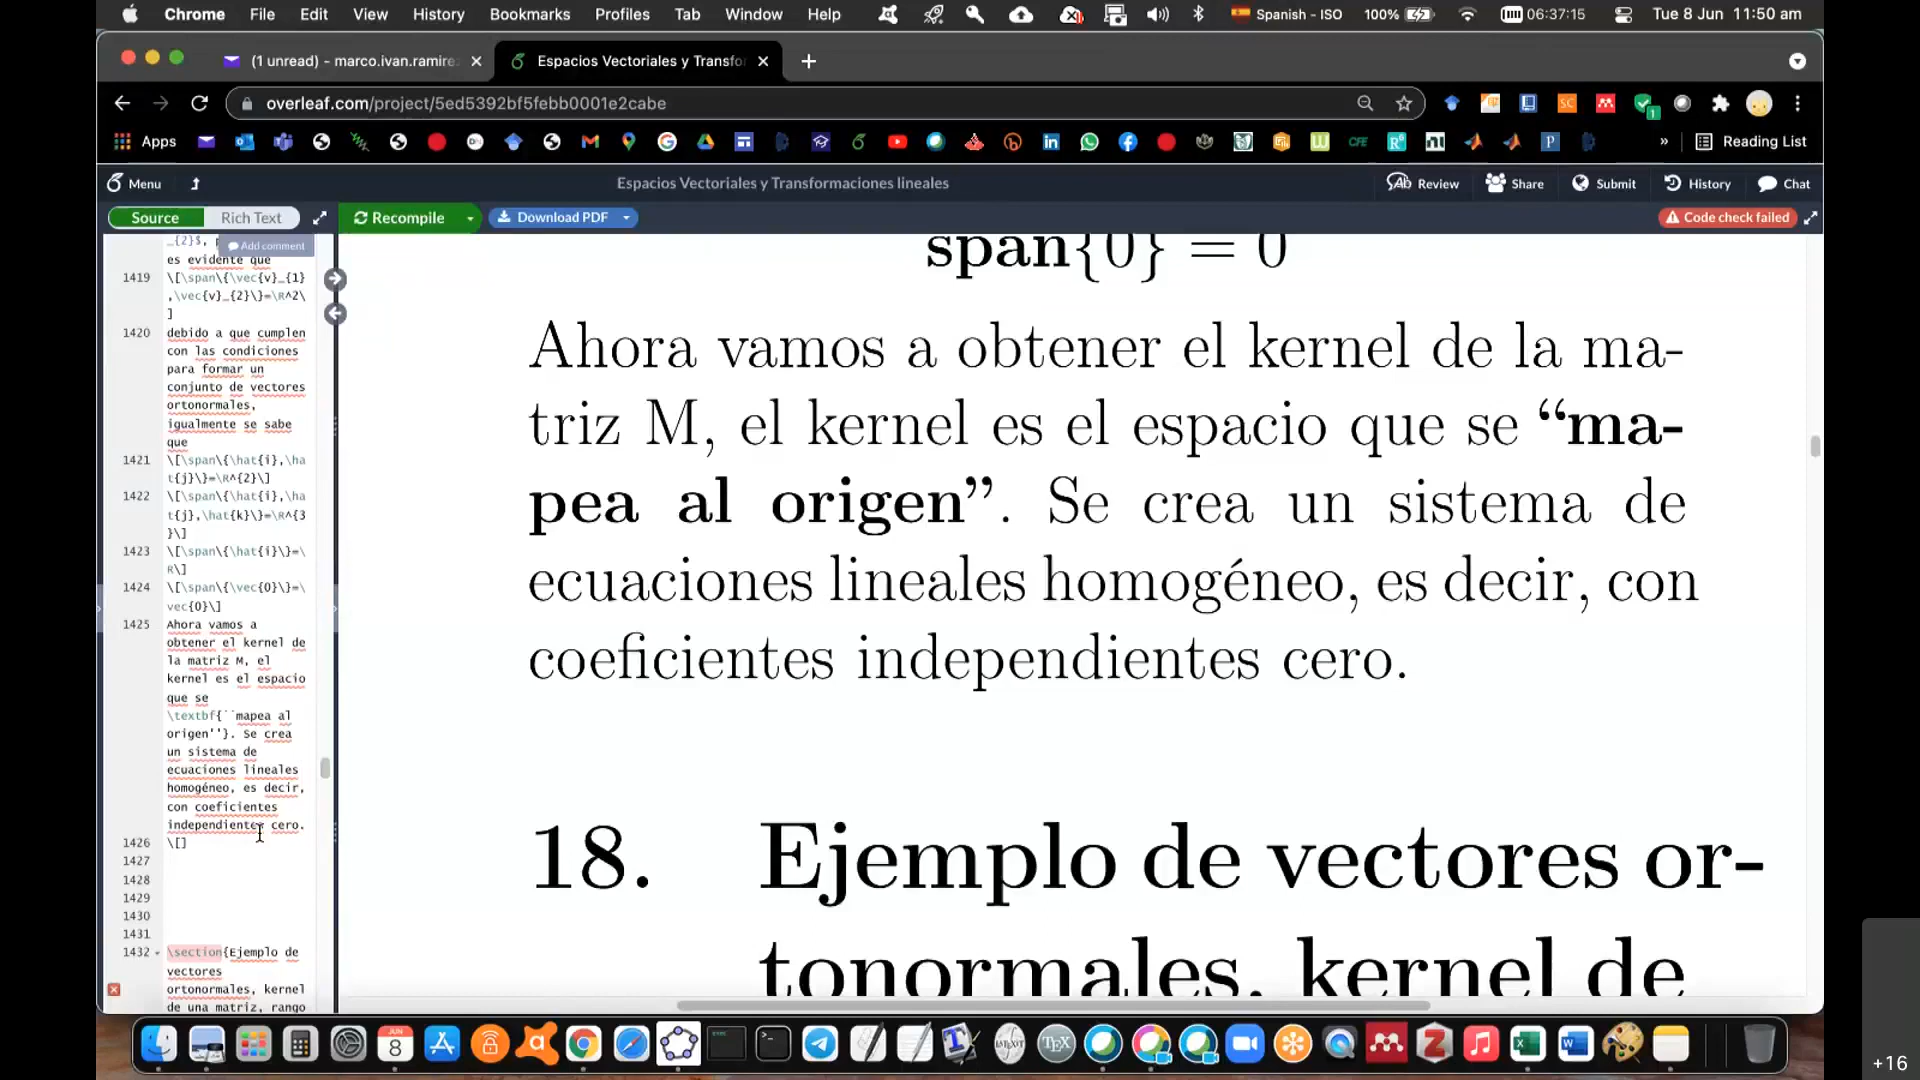 Chrome File Edit View History Bookmarks Profiles Tab Window Help Spanish - ISO 100% 06:37:15 Tue 8 Jun 11:50 am
(1 unread) - marco.ivan.ramire
Espacios Vectoriales y Transfo
overleaf.com/project/5ed5392bf5febb0001e2cabe
Apps
» Reading List
Menu Espacios Vectoriales y Transformaciones lineales Review Share Submit History Chat
Source Rich Text Recompile Download PDF Code check failed
Add comment
es evidente que
1419 \[\span\{\vec{v}_{1}
,\vec{v}_{2}\}=\R^2\
]
1420 debido a que cumplen
con las condiciones
para formar un
conjunto de vectores
ortonormales,
igualmente se sabe
que
1421 \[\span\{\hat{i},\ha
t{j}\}=\R^{2}\]
1422 \[\span\{\hat{i},\ha
t{j},\hat{k}\}=\R^{3
}\]
1423 \[\span\{\hat{i}\}=\
R\]
1424 \[\span\{\vec{0}\}=\
vec{0}\]
1425 Ahora vamos a
obtener el kernel de
la matriz M, el
kernel es el espacio
que se
\textbf{``mapea al
origen''}. Se crea
un sistema de
ecuaciones lineales
homogéneo, es decir,
con coeficientes
independientes cero.
1426 \[]
1427
1428
1429
1430
1431
1432 \section{Ejemplo de
vectores
ortonormales, kernel
de una matriz, rango
span{0} = 0
Ahora vamos a obtener el kernel de la ma-
triz M, el kernel es el espacio que se “ma-
pea al origen”. Se crea un sistema de
ecuaciones lineales homogéneo, es decir, con
coeficientes independientes cero.
18. Ejemplo de vectores or-
tonormales, kernel de
+16